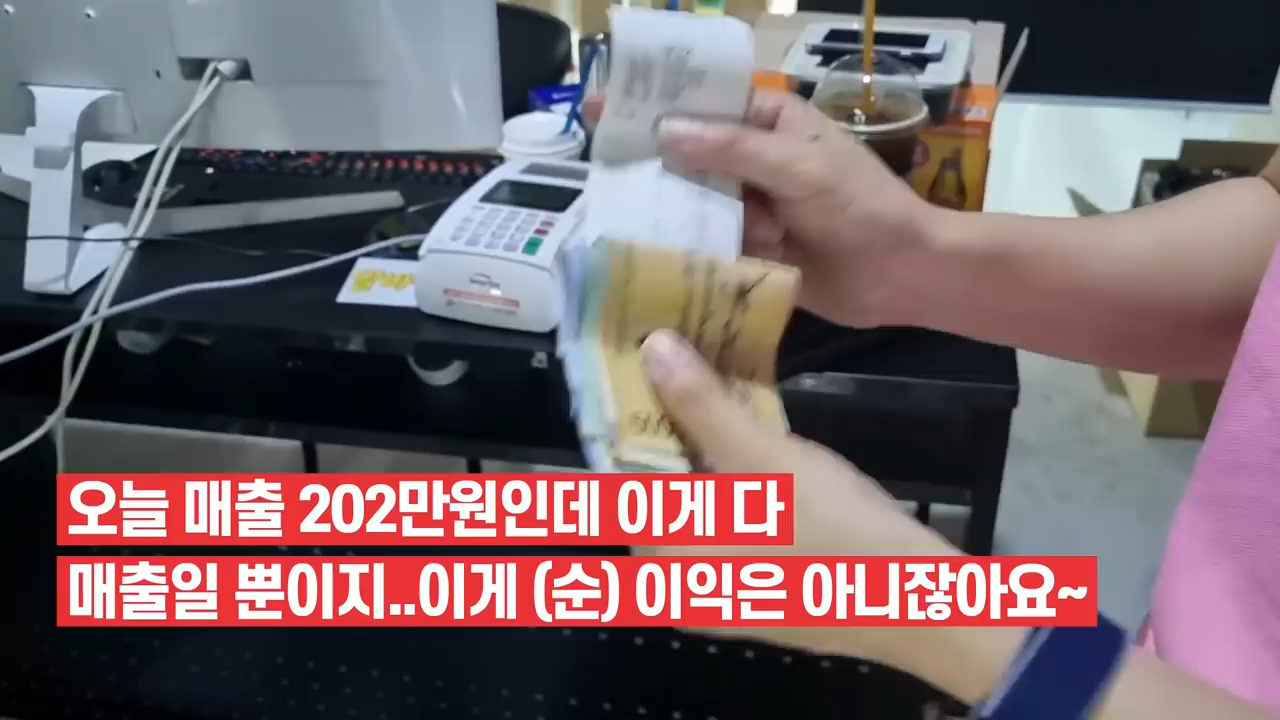 오늘 매출 202만원인데 이게 다
매출일 뿐이지..이게 (순) 이익은 아니잖아요~